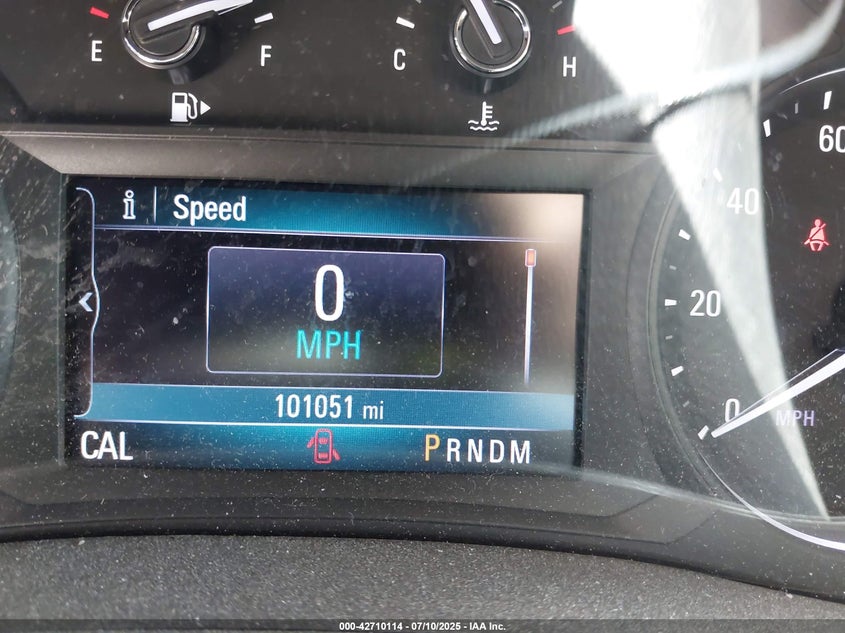 E F C H
60
40
20
0
MPH
i Speed
0
MPH
101051 mi
CAL PRNDM
000-42710114 - 07/10/2025 - IAA Inc.